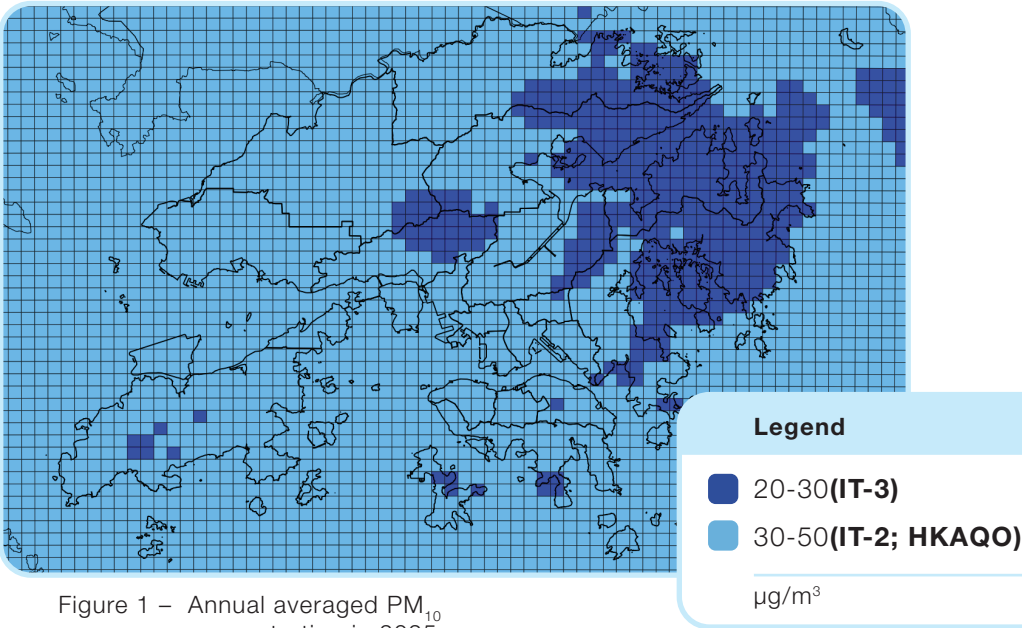 Legend
20-30(IT-3)
30-50(IT-2; HKAQO)
µg/m³
Figure 1 – Annual averaged PM₁₀